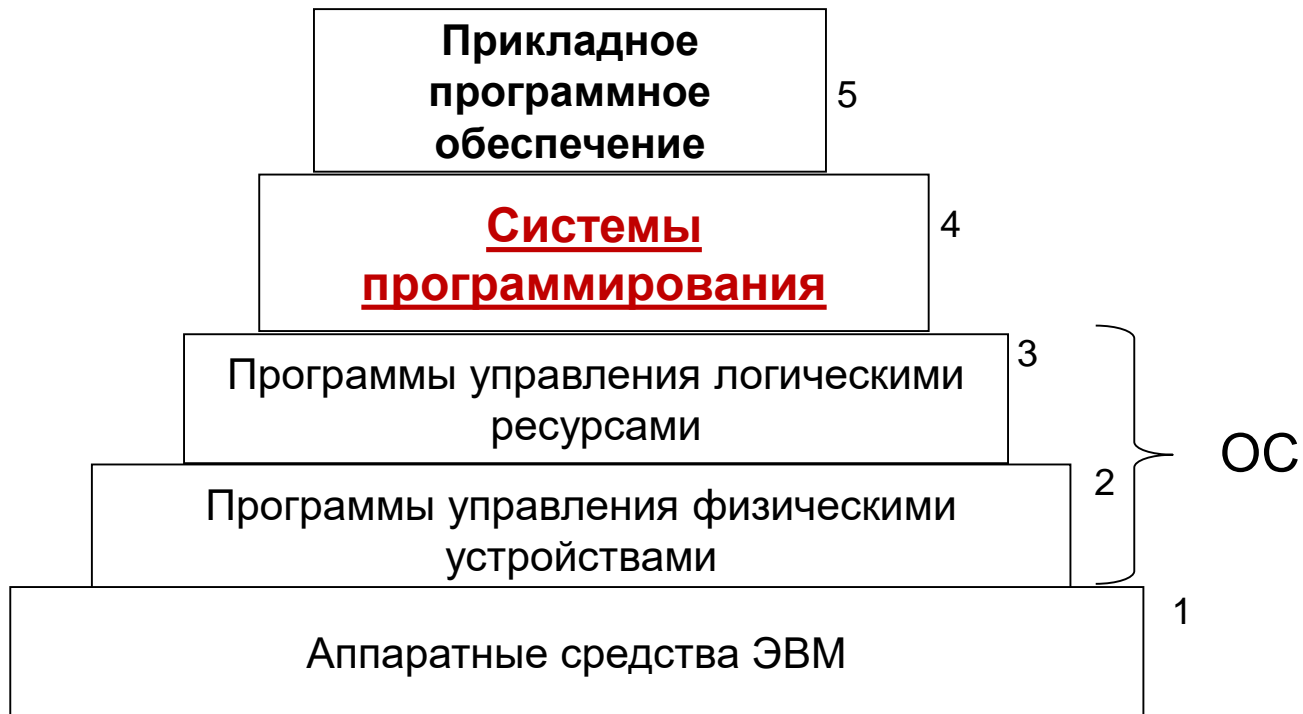 Прикладное
программное
обеспечение
5
Системы
программирования
4
Программы управления логическими
ресурсами
3
ОС
Программы управления физическими
устройствами
2
Аппаратные средства ЭВМ
1